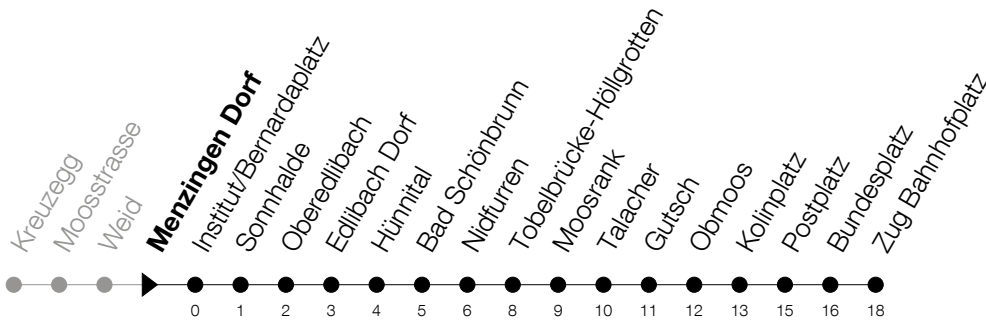 Kreuzegg
Moosstrasse
Weid
Menzingen Dorf
Institut/Bernardaplatz
Sonnhalde
Oberedlibach
Edlibach Dorf
Hünnital
Bad Schönbrunn
Nidfurren
Tobelbrücke-Höllgrotten
Moosrank
Talacher
Gutsch
Obmoos
Kolinplatz
Postplatz
Bundesplatz
Zug Bahnhofplatz
0 1 2 3 4 5 6 8 9 10 11 12 13 15 16 18